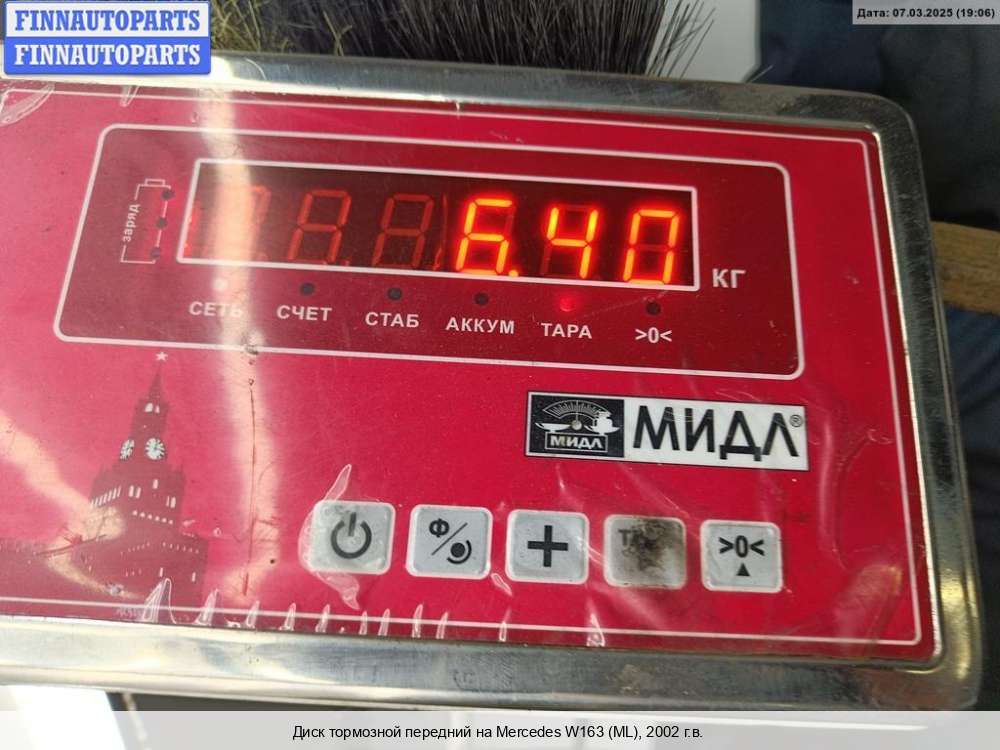 FINNAUTOPARTS
FINNAUTOPARTS
Дата: 07.03.2025 (19:06)
заряд
6.40
КГ
СЕТЬ СЧЕТ СТАБ АККУМ ТАРА >0<
МИДЛ
МИДЛ®
Ф
>0<
Диск тормозной передний на Mercedes W163 (ML), 2002 г.в.